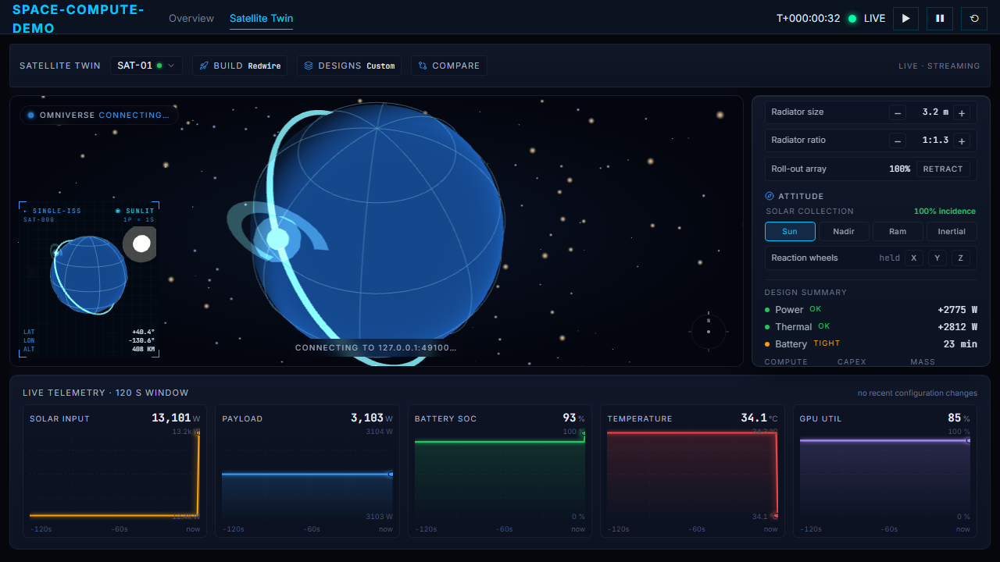 SPACE-COMPUTE-DEMO
Overview
Satellite Twin
T+000:00:32
LIVE
SATELLITE TWIN
SAT-01
BUILD Redwire
DESIGNS Custom
COMPARE
LIVE · STREAMING
OMNIVERSE CONNECTING…
SINGLE-ISS
SUNLIT
SAT-000
LAT +40.4°
LON -130.6°
ALT 408 KM
N
CONNECTING TO 127.0.0.1:49100…
Radiator size − 3.2 m +
Radiator ratio − 1:1.3 +
Roll-out array 100% RETRACT
ATTITUDE
SOLAR COLLECTION 100% incidence
Sun Nadir Ram Inertial
Reaction wheels held X Y Z
DESIGN SUMMARY
Power OK +2775 W
Thermal OK +2812 W
Battery TIGHT 23 min
COMPUTE CAPEX MASS
LIVE TELEMETRY · 120 S WINDOW
no recent configuration changes
SOLAR INPUT 13,101 W
13.2k W
-120s -60s now
PAYLOAD 3,103 W
3104 W
3103 W
-120s -60s now
BATTERY SOC 93 %
100 %
0 %
-120s -60s now
TEMPERATURE 34.1 °C
34.1 °C
-120s -60s now
GPU UTIL 85 %
100 %
0 %
-120s -60s now